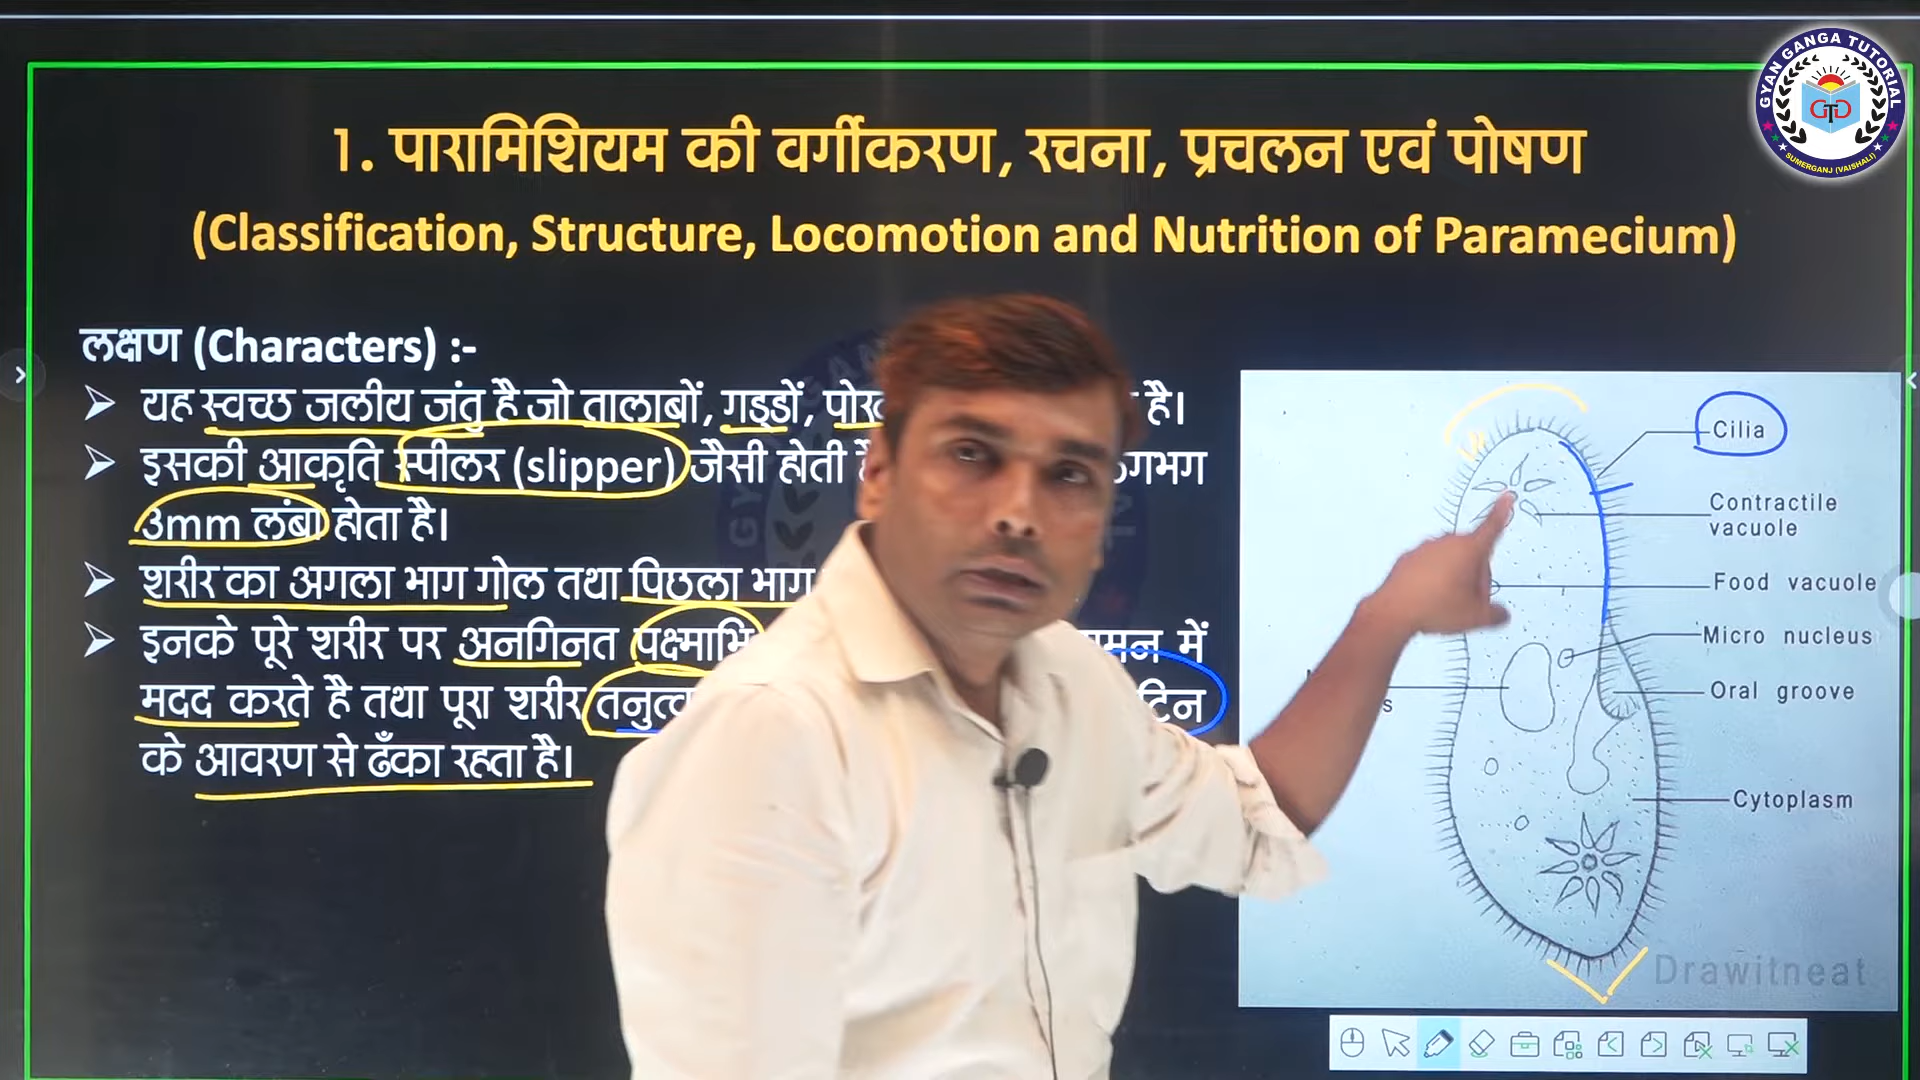 GYAN GANGA TUTORIAL
GTD
SUMERGANJ (VAISHALI)
1. पारामिशियम की वर्गीकरण, रचना, प्रचलन एवं पोषण
(Classification, Structure, Locomotion and Nutrition of Paramecium)
लक्षण (Characters) :-
➢ यह स्वच्छ जलीय जंतु है जो तालाबों, गड्डों, है।
➢ इसकी आकृति स्पीलर (slipper) जैसी होती
3mm लंबा होता है।
➢ शरीर का अगला भाग गोल तथा पिछला भाग
➢ इनके पूरे शरीर पर अनगिनत में
मदद करते है तथा पूरा शरीर
के आवरण से ढँका रहता है।
Cilia
Contractile
vacuole
Food vacuole
Micro nucleus
Oral groove
Cytoplasm
Drawitneat